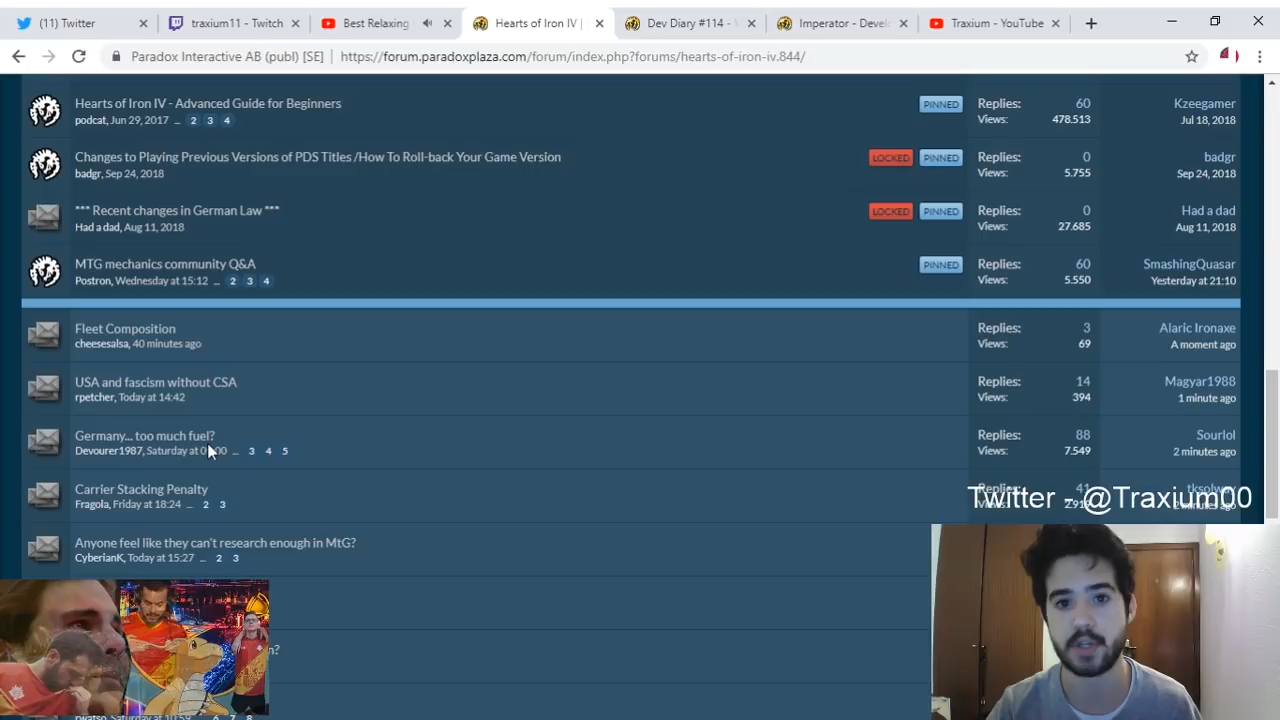 (11) Twitter
traxium11 - Twitch
Best Relaxing
Hearts of Iron IV |
Dev Diary #114 -
Imperator - Devel
Traxium - YouTube
Paradox Interactive AB (publ) [SE] | https://forum.paradoxplaza.com/forum/index.php?forums/hearts-of-iron-iv.844/
Hearts of Iron IV - Advanced Guide for Beginners PINNED Replies: 60 Kzeegamer
podcat, Jun 29, 2017 ... 2 3 4 Views: 478.513 Jul 18, 2018
Changes to Playing Previous Versions of PDS Titles /How To Roll-back Your Game Version LOCKED PINNED Replies: 0 badgr
badgr, Sep 24, 2018 Views: 5.755 Sep 24, 2018
*** Recent changes in German Law *** LOCKED PINNED Replies: 0 Had a dad
Had a dad, Aug 11, 2018 Views: 27.685 Aug 11, 2018
MTG mechanics community Q&A PINNED Replies: 60 SmashingQuasar
Postron, Wednesday at 15:12 ... 2 3 4 Views: 5.550 Yesterday at 21:10
Fleet Composition Replies: 3 Alaric Ironaxe
cheesesalsa, 40 minutes ago Views: 69 A moment ago
USA and fascism without CSA Replies: 14 Magyar1988
rpetcher, Today at 14:42 Views: 394 1 minute ago
Germany... too much fuel? Replies: 88 Sourlol
Devourer1987, Saturday at ... 3 4 5 Views: 7.549 2 minutes ago
Carrier Stacking Penalty Replies: 41
Fragola, Friday at 18:24 ... 2 3
Twitter - @Traxium00
Anyone feel like they can't research enough in MtG?
CyberianK, Today at 15:27 ... 2 3